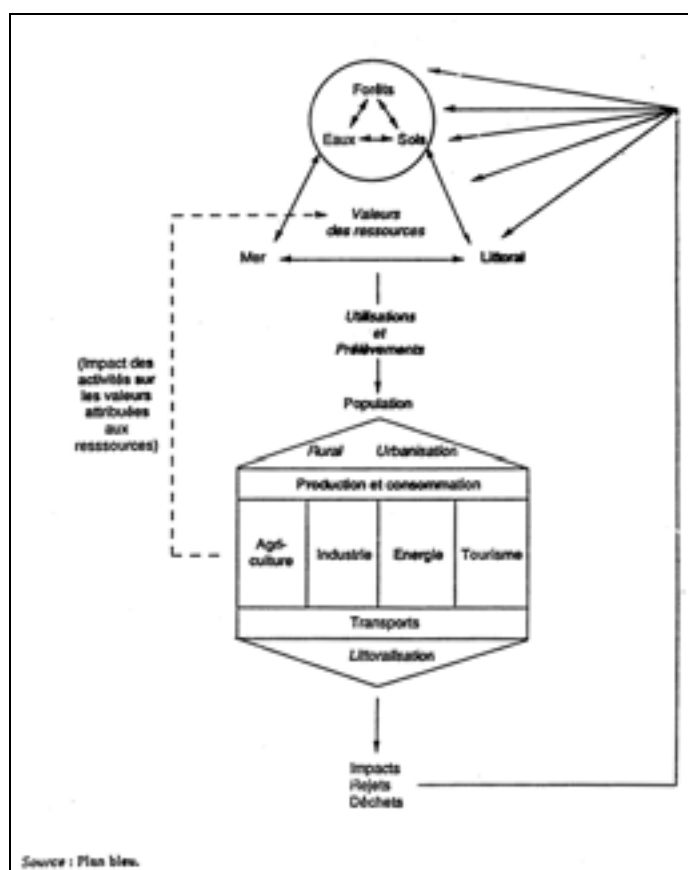 Forêts
Eaux Sols
Valeurs
des ressources
Mer Littoral
Utilisations
et
Prélèvements
(Impact des
activités sur
les valeurs
attribuées
aux
resssources)
Population
Rural Urbanisation
Production et consommation
Agri-
culture
Industrie Energie Tourisme
Transports
Littoralisation
Impacts
Rejets
Déchets
Source : Plan bleu.